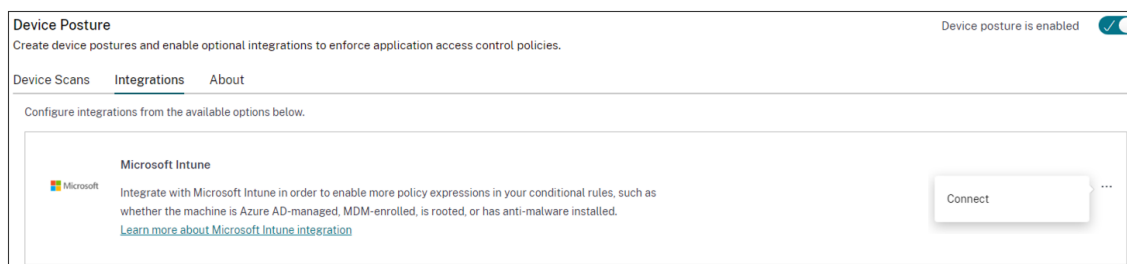 Device Posture
Device posture is enabled
Create device postures and enable optional integrations to enforce application access control policies.
Device Scans Integrations About
Configure integrations from the available options below.
Microsoft Intune
Microsoft
Integrate with Microsoft Intune in order to enable more policy expressions in your conditional rules, such as
whether the machine is Azure AD-managed, MDM-enrolled, is rooted, or has anti-malware installed.
Learn more about Microsoft Intune integration
Connect
...